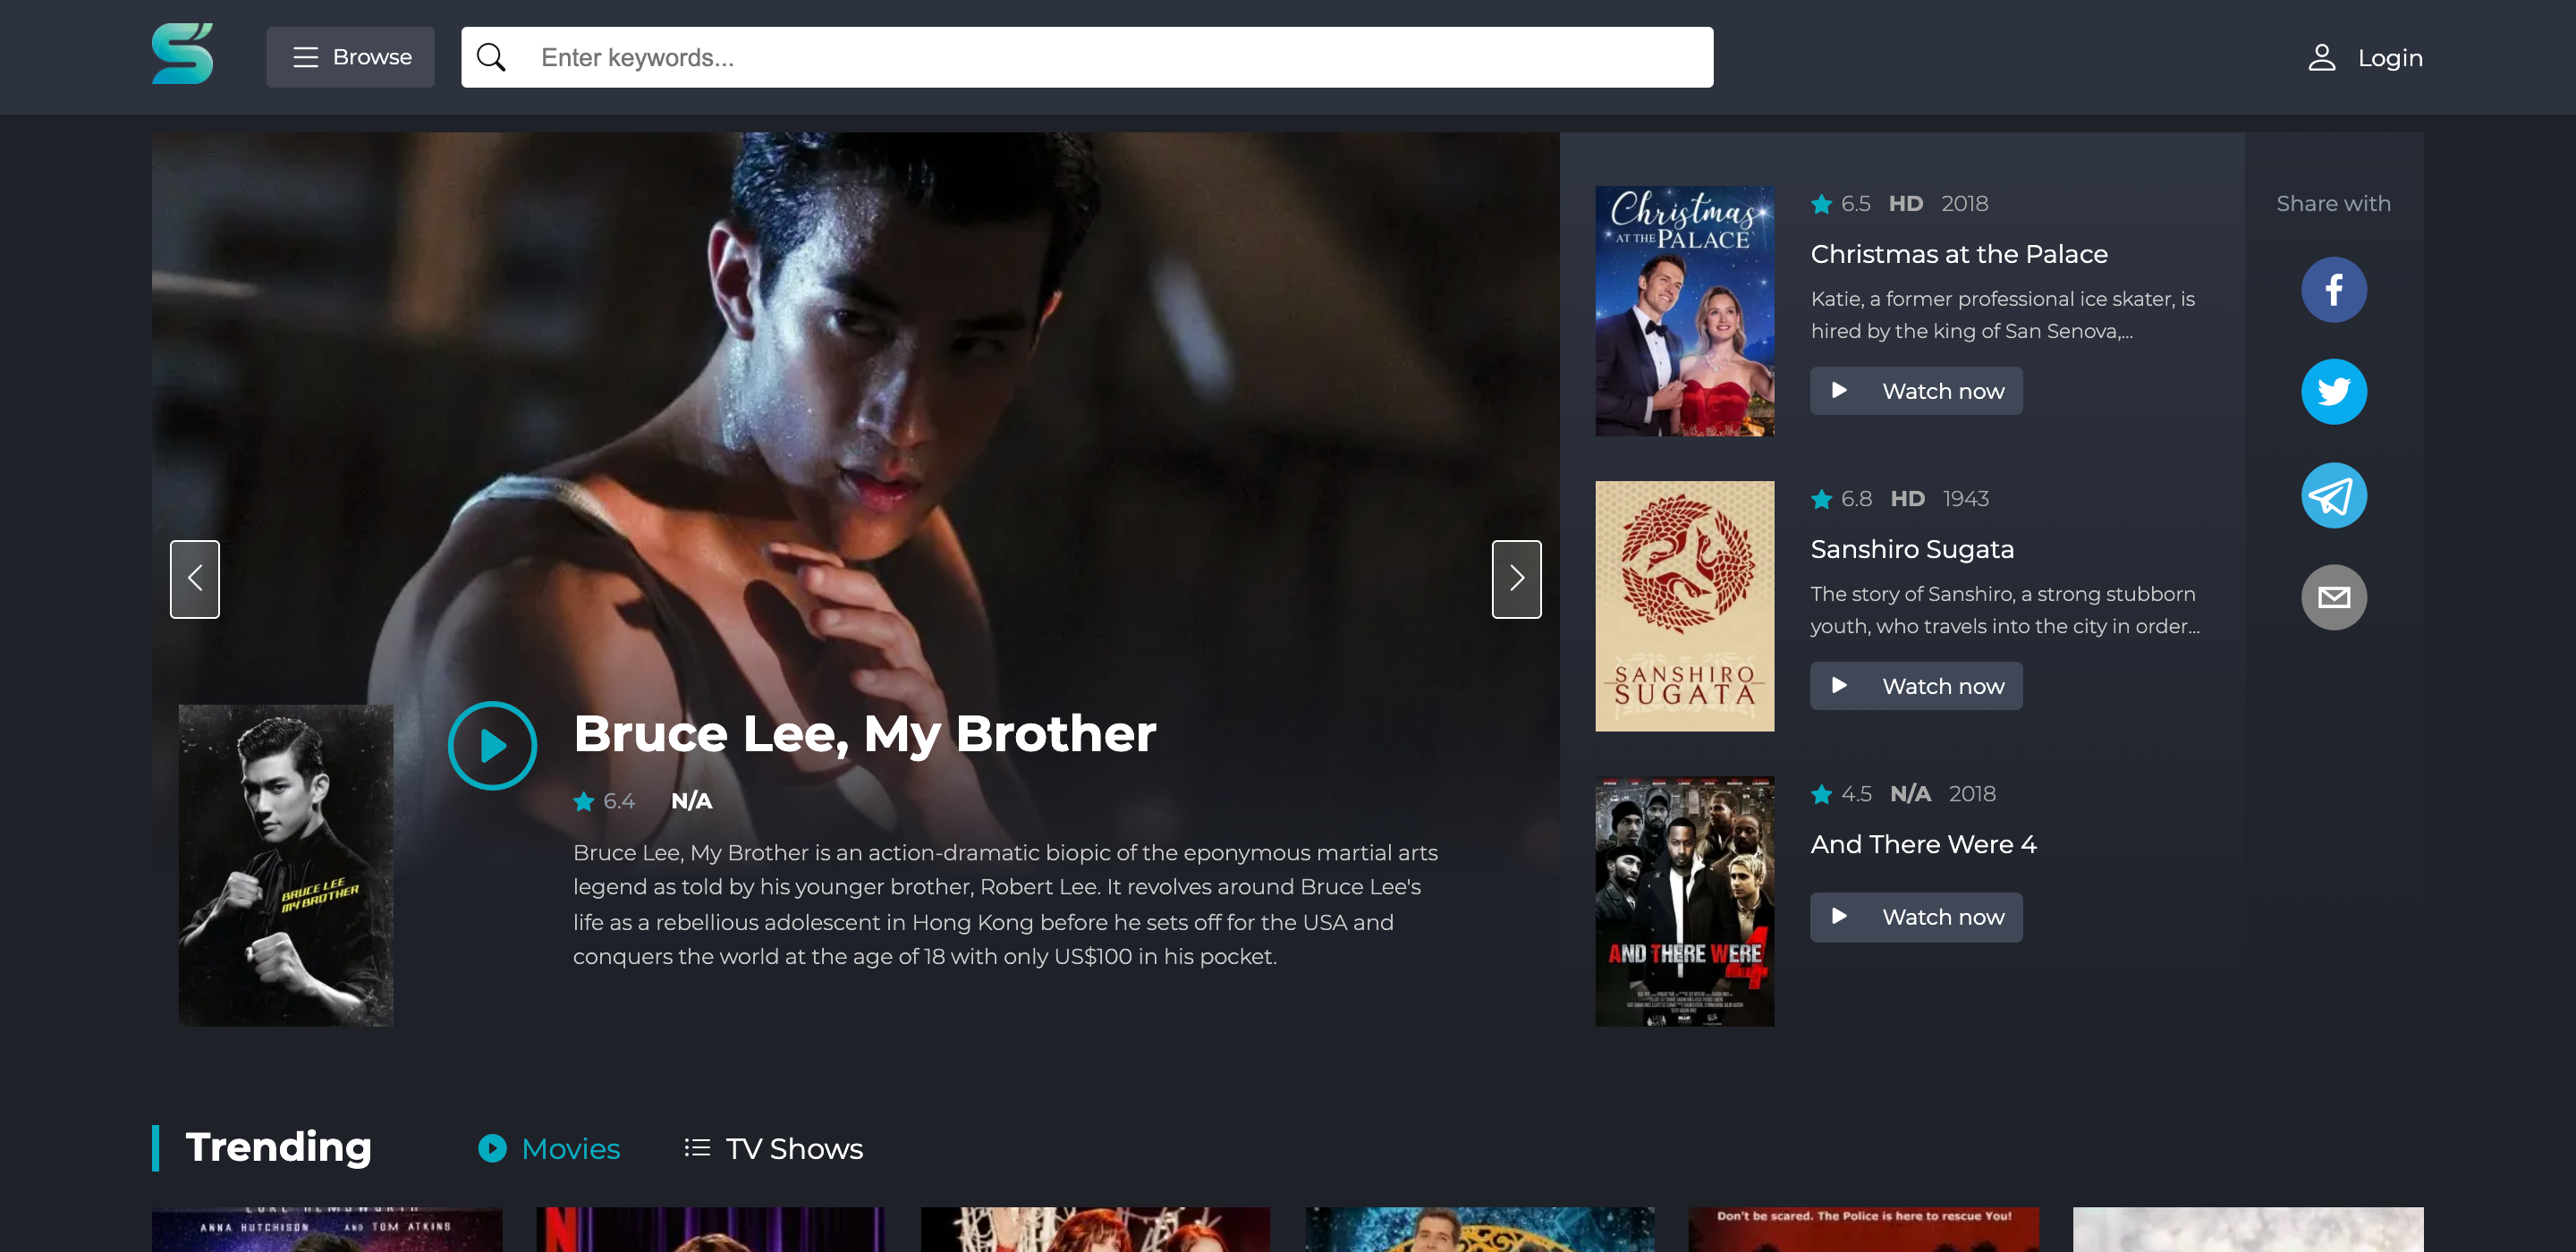 Browse
Enter keywords...
Login
Bruce Lee, My Brother
6.4 N/A
Bruce Lee, My Brother is an action-dramatic biopic of the eponymous martial arts
legend as told by his younger brother, Robert Lee. It revolves around Bruce Lee's
life as a rebellious adolescent in Hong Kong before he sets off for the USA and
conquers the world at the age of 18 with only US$100 in his pocket.
BRUCE LEE
MY BROTHER
Christmas
AT THE PALACE
6.5 HD 2018
Christmas at the Palace
Katie, a former professional ice skater, is
hired by the king of San Senova,...
Watch now
SANSHIRO
SUGATA
6.8 HD 1943
Sanshiro Sugata
The story of Sanshiro, a strong stubborn
youth, who travels into the city in order...
Watch now
AND THERE WERE 4
4.5 N/A 2018
And There Were 4
Watch now
Share with
Trending
Movies
TV Shows
ANNA HUTCHISON AND TOM ATKINS
N
Don't be scared. The Police is here to rescue You!